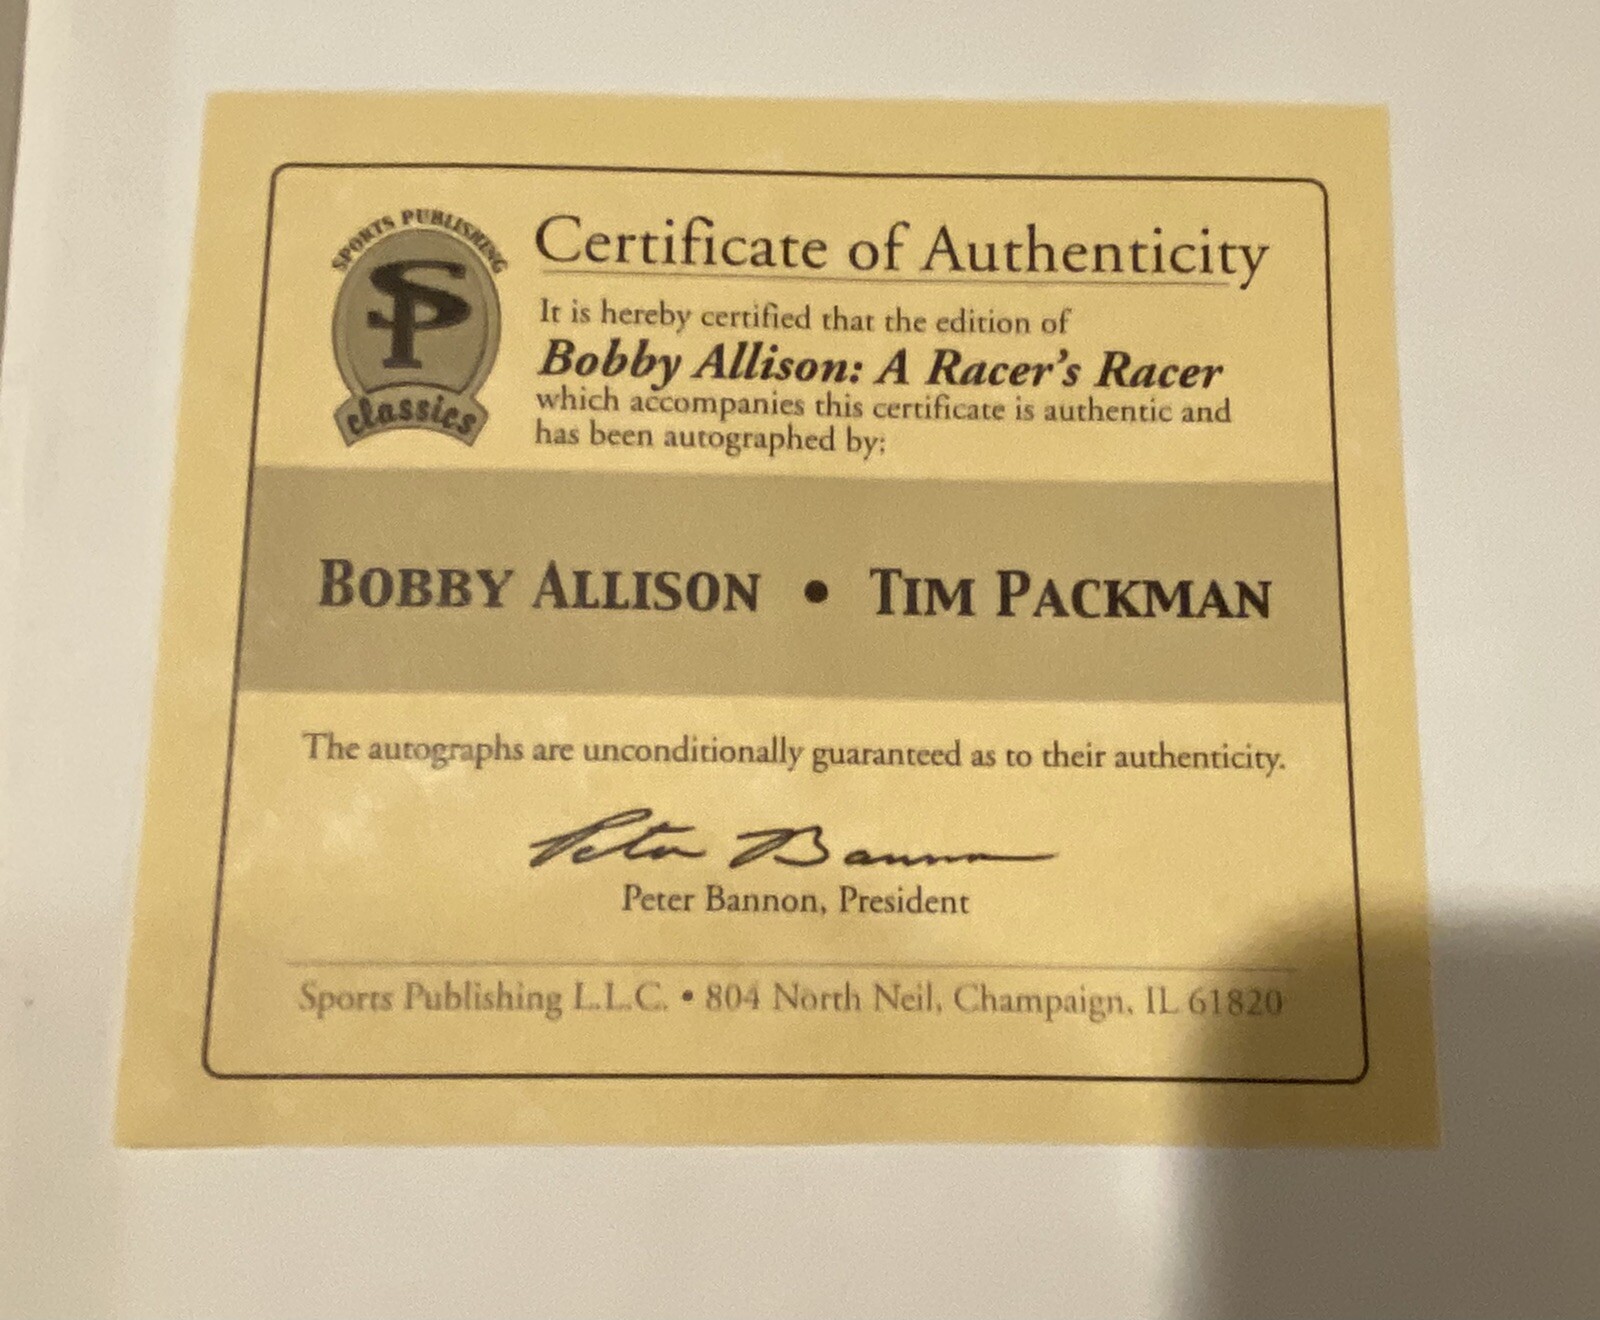 SPORTS PUBLISHING
SP
classics
Certificate of Authenticity
It is hereby certified that the edition of
Bobby Allison: A Racer's Racer
which accompanies this certificate is authentic and
has been autographed by:
BOBBY ALLISON • TIM PACKMAN
The autographs are unconditionally guaranteed as to their authenticity.
Peter Bannon
Peter Bannon, President
Sports Publishing L.L.C. • 804 North Neil, Champaign, IL 61820